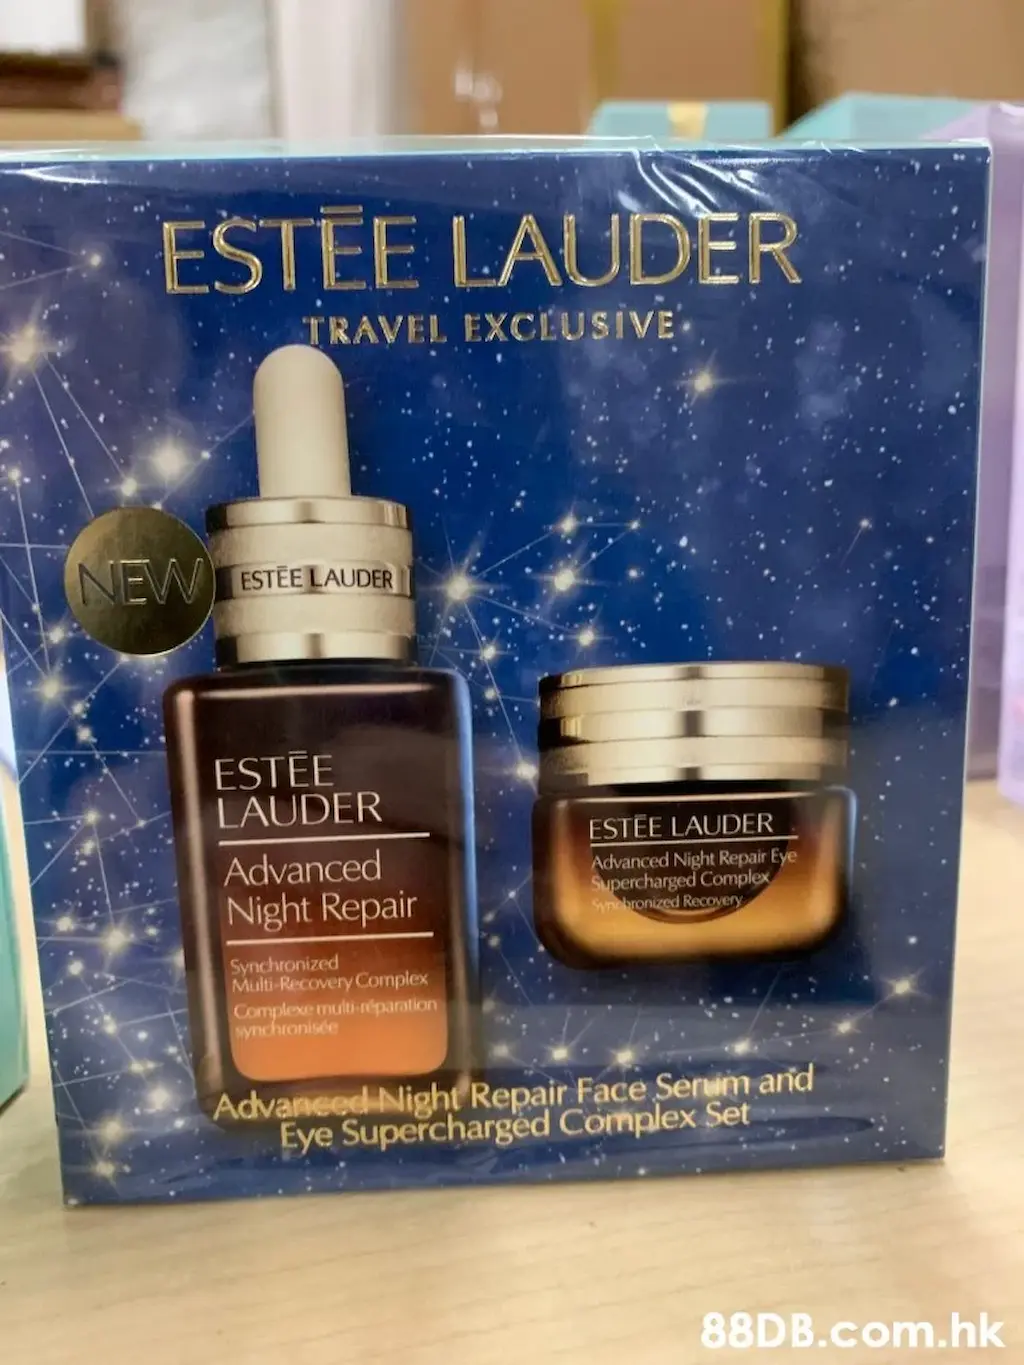 ESTĒE LAUDER
TRAVEL EXCLUSIVE
NEW
ESTĒE LAUDER
ESTĒE
LAUDER
Advanced
Night Repair
Synchronized
Multi-Recovery Complex
Complexe multi-réparation
synchronisée
ESTĒE LAUDER
Advanced Night Repair Eye
Supercharged Complex
Synchronized Recovery
Advanced Night Repair Face Serum and
Eye Supercharged Complex Set
88DB.com.hk